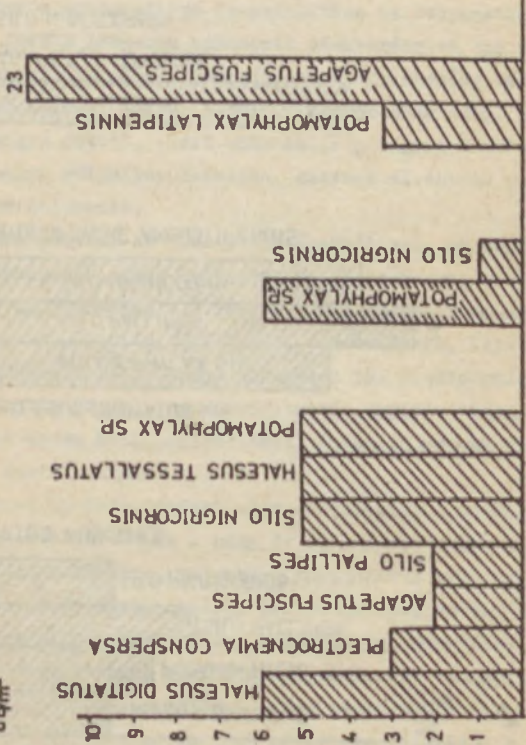 10 9 8 7 6 5 4 3 2 1
HALESUS DIGITATUS
PLECTROCNEMIA CONSPERSA
AGAPETUS FUSCIPES
SILO PALLIPES
SILO NIGRICORNIS
HALESUS TESSALLATUS
POTAMOPHYLAX SP.
POTAMOPHYLAX SP.
SILO NIGRICORNIS
POTAMOPHYLAX LATIPENNIS
AGAPETUS FUSCIPES
23